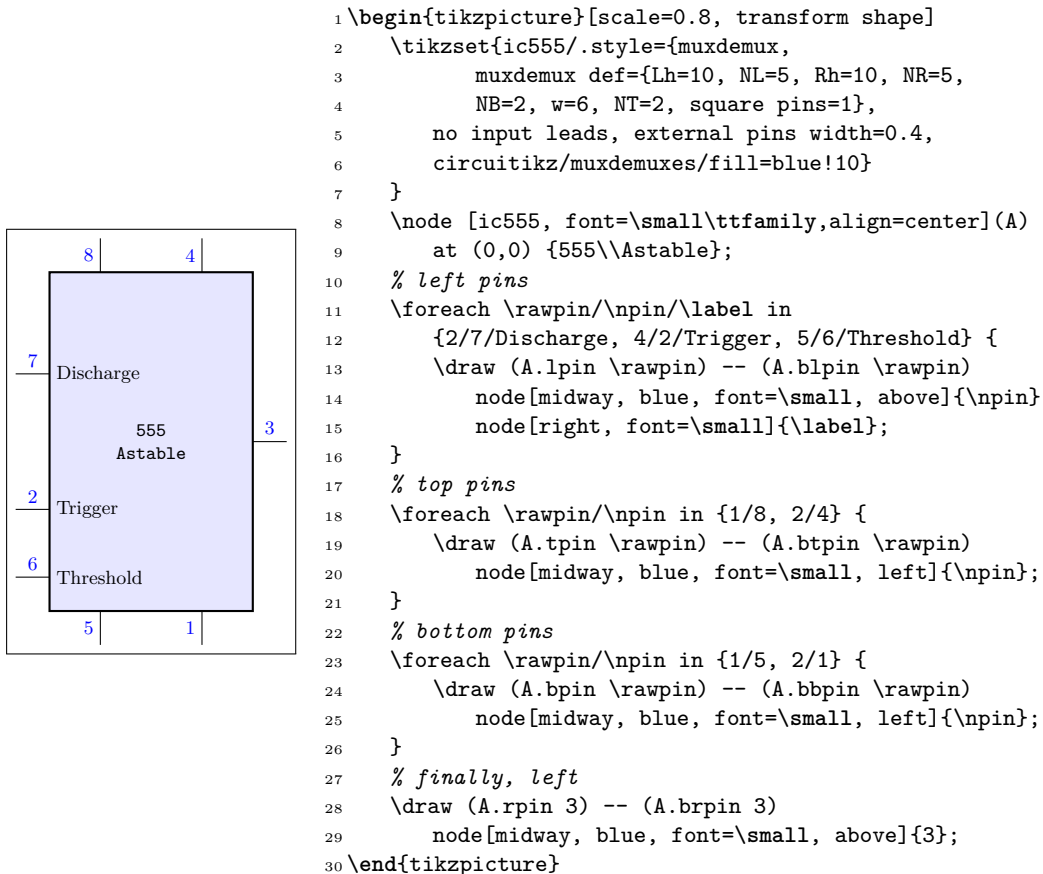 8 4
7
Discharge
555
3
Astable
2
Trigger
6
Threshold
5 1
1 \begin{tikzpicture}[scale=0.8, transform shape]
2 \tikzset{ic555/.style={muxdemux,
3 muxdemux def={Lh=10, NL=5, Rh=10, NR=5,
4 NB=2, w=6, NT=2, square pins=1},
5 no input leads, external pins width=0.4,
6 circuitikz/muxdemuxes/fill=blue!10}
7 }
8 \node [ic555, font=\small\ttfamily,align=center](A)
9 at (0,0) {555\\Astable};
10 % left pins
11 \foreach \rawpin/\npin/\label in
12 {2/7/Discharge, 4/2/Trigger, 5/6/Threshold} {
13 \draw (A.lpin \rawpin) -- (A.blpin \rawpin)
14 node[midway, blue, font=\small, above]{\npin}
15 node[right, font=\small]{\label};
16 }
17 % top pins
18 \foreach \rawpin/\npin in {1/8, 2/4} {
19 \draw (A.tpin \rawpin) -- (A.btpin \rawpin)
20 node[midway, blue, font=\small, left]{\npin};
21 }
22 % bottom pins
23 \foreach \rawpin/\npin in {1/5, 2/1} {
24 \draw (A.bpin \rawpin) -- (A.bbpin \rawpin)
25 node[midway, blue, font=\small, left]{\npin};
26 }
27 % finally, left
28 \draw (A.rpin 3) -- (A.brpin 3)
29 node[midway, blue, font=\small, above]{3};
30 \end{tikzpicture}